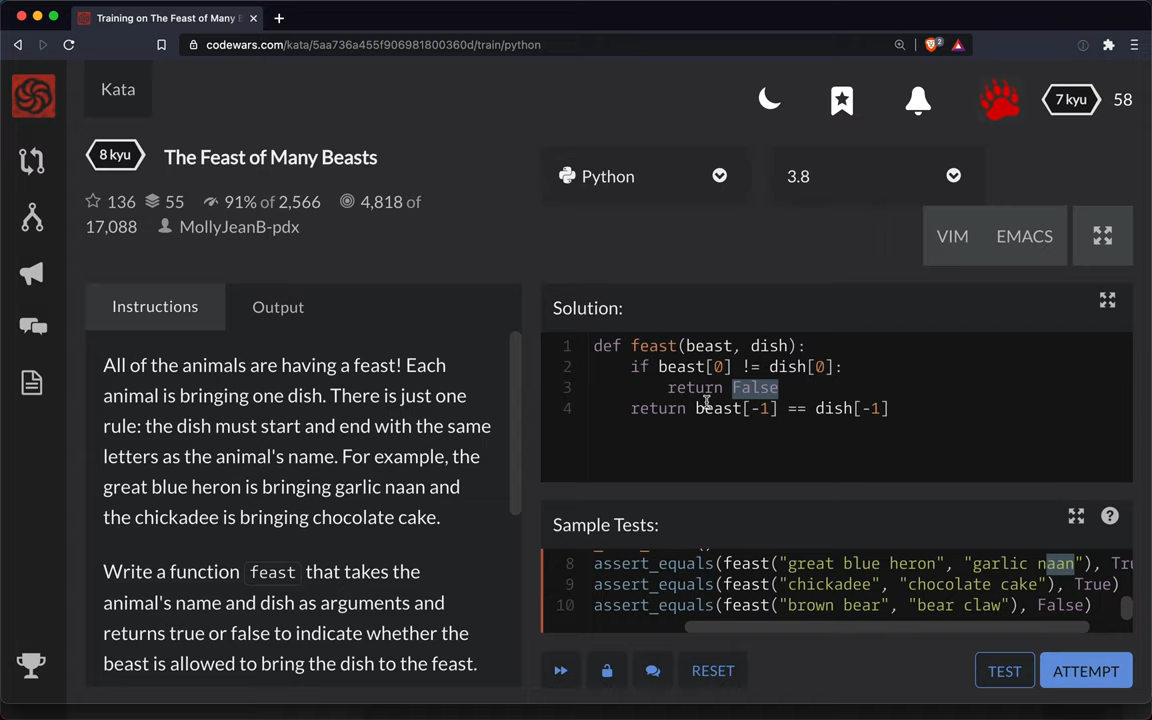 Training on The Feast of Many B
codewars.com/kata/5aa736a455f906981800360d/train/python
2
Kata
7 kyu 58
8 kyu The Feast of Many Beasts
136 55 91% of 2,566 4,818 of
17,088 MollyJeanB-pdx
Python 3.8
VIM EMACS
Instructions Output
All of the animals are having a feast! Each
animal is bringing one dish. There is just one
rule: the dish must start and end with the same
letters as the animal's name. For example, the
great blue heron is bringing garlic naan and
the chickadee is bringing chocolate cake.
Write a function feast that takes the
animal's name and dish as arguments and
returns true or false to indicate whether the
beast is allowed to bring the dish to the feast.
Solution:
1 def feast(beast, dish):
2 if beast[0] != dish[0]:
3 return False
4 return beast[-1] == dish[-1]
Sample Tests:
8 assert_equals(feast("great blue heron", "garlic naan"), Tru
9 assert_equals(feast("chickadee", "chocolate cake"), True)
10 assert_equals(feast("brown bear", "bear claw"), False)
RESET TEST ATTEMPT